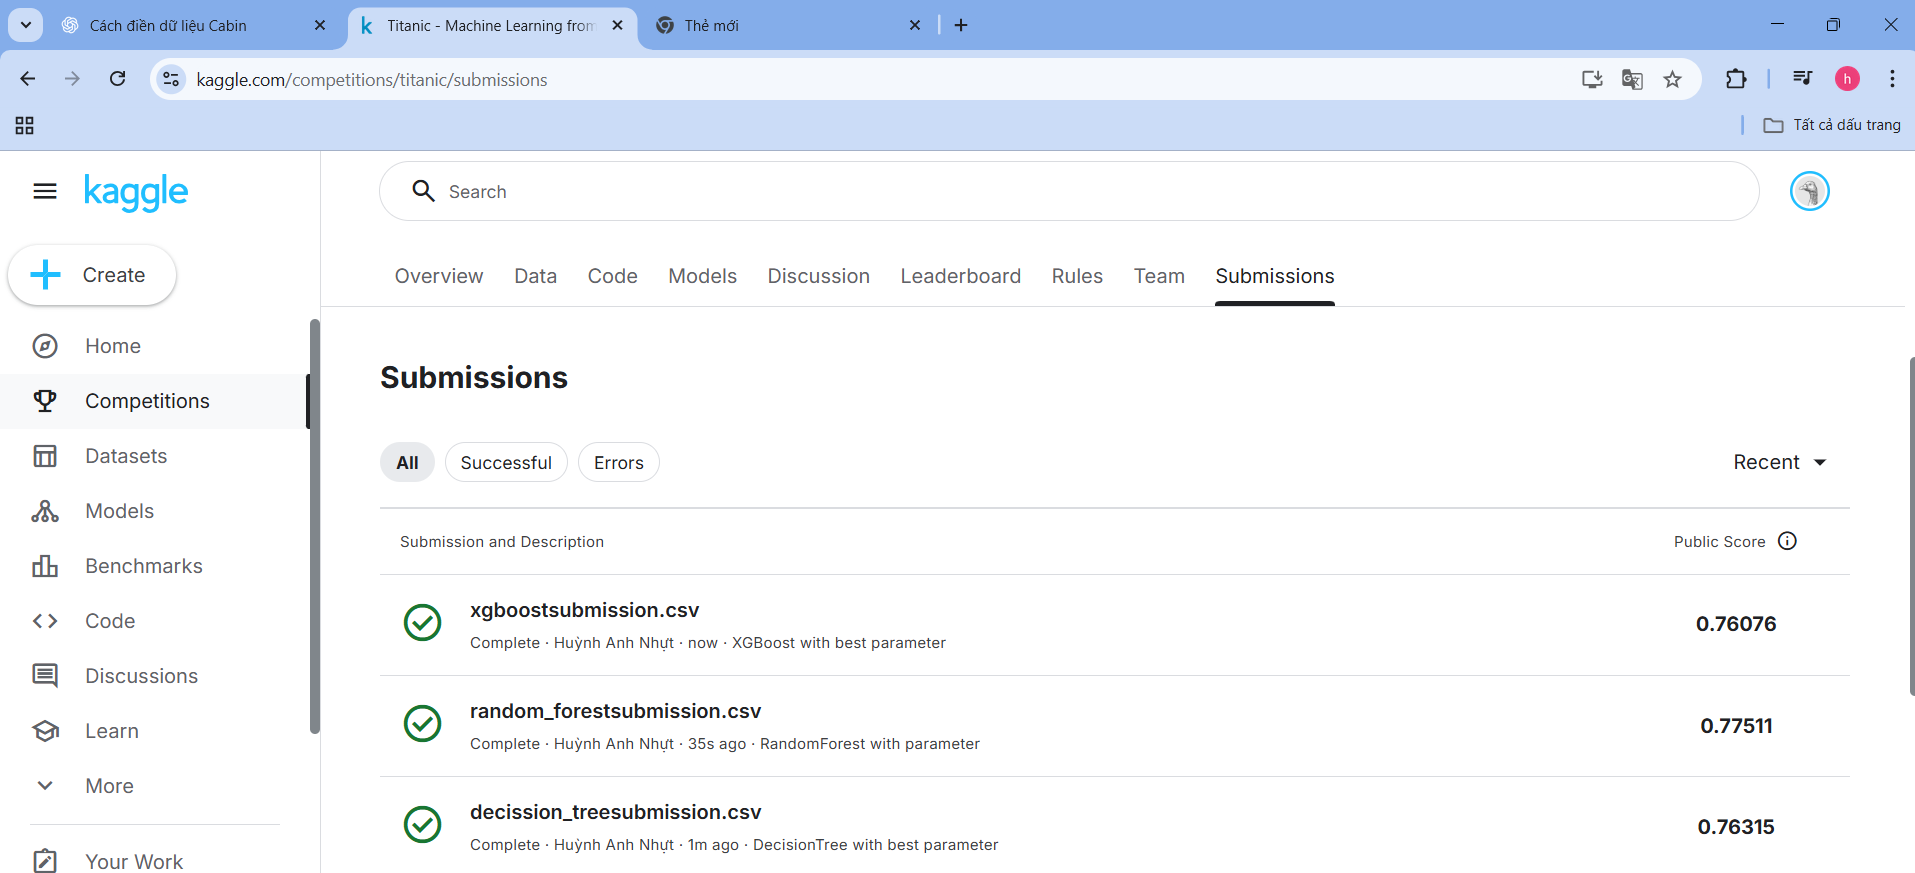 Cách điền dữ liệu Cabin
Titanic - Machine Learning from
Thẻ mới
kaggle.com/competitions/titanic/submissions
h
Tất cả dấu trang
kaggle
Search
Create
Overview Data Code Models Discussion Leaderboard Rules Team Submissions
Home
Competitions
Datasets
Models
Benchmarks
Code
Discussions
Learn
More
Your Work
Submissions
All Successful Errors Recent
Submission and Description Public Score
xgboostsubmission.csv
Complete · Huỳnh Anh Nhựt · now · XGBoost with best parameter
0.76076
random_forestsubmission.csv
Complete · Huỳnh Anh Nhựt · 35s ago · RandomForest with parameter
0.77511
decission_treesubmission.csv
Complete · Huỳnh Anh Nhựt · 1m ago · DecisionTree with best parameter
0.76315